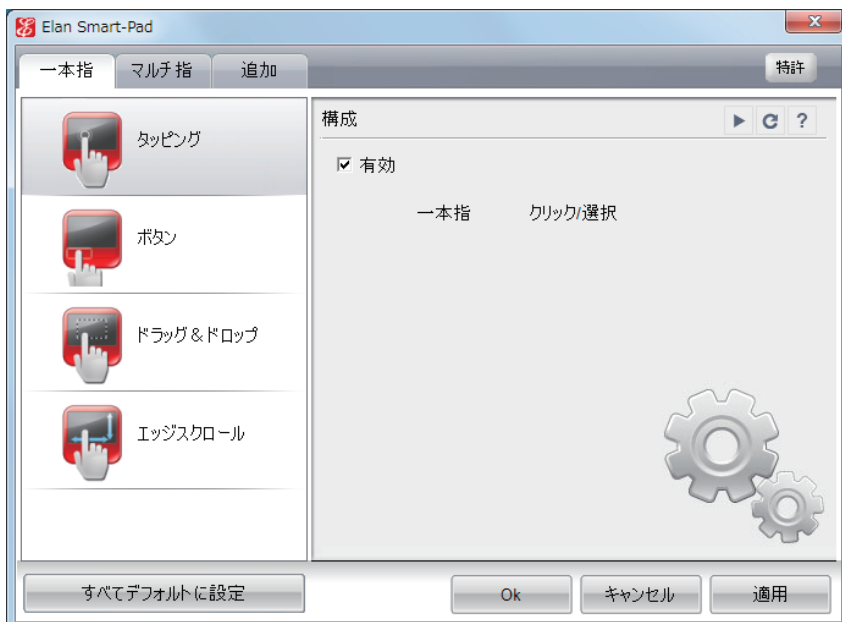 Elan Smart-Pad
一本指 マルチ指 追加 特許
タッピング
ボタン
ドラッグ＆ドロップ
エッジスクロール
構成 ?
有効
一本指 クリック/選択
すべてデフォルトに設定 Ok キャンセル 適用